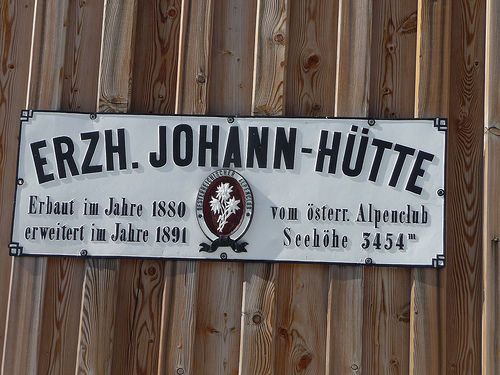 ERZH. JOHANN-HÜTTE
Erbaut im Jahre 1880
erweitert im Jahre 1891
vom österr. Alpenclub
Seehöhe 3454m